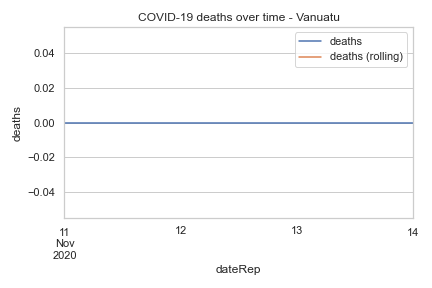 COVID-19 deaths over time - Vanuatu
deaths
deaths (rolling)
0.04
0.02
0.00
−0.02
−0.04
deaths
11
Nov
2020
12
13
14
dateRep